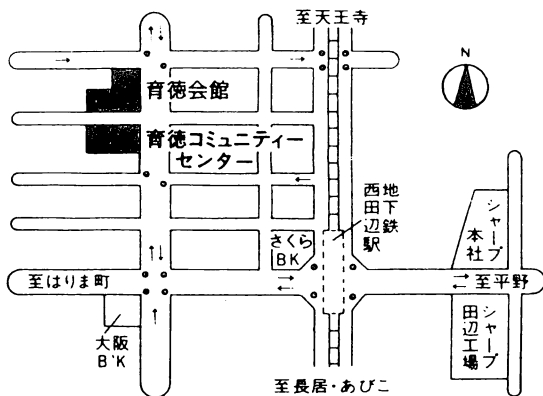 至天王寺
N
育徳会館
育徳コミュニティー
センター
地下鉄
西田辺駅
さくら
BK
シャープ
本社
至はりま町
至平野
大阪
B'K
シャープ
田辺工場
至長居・あびこ